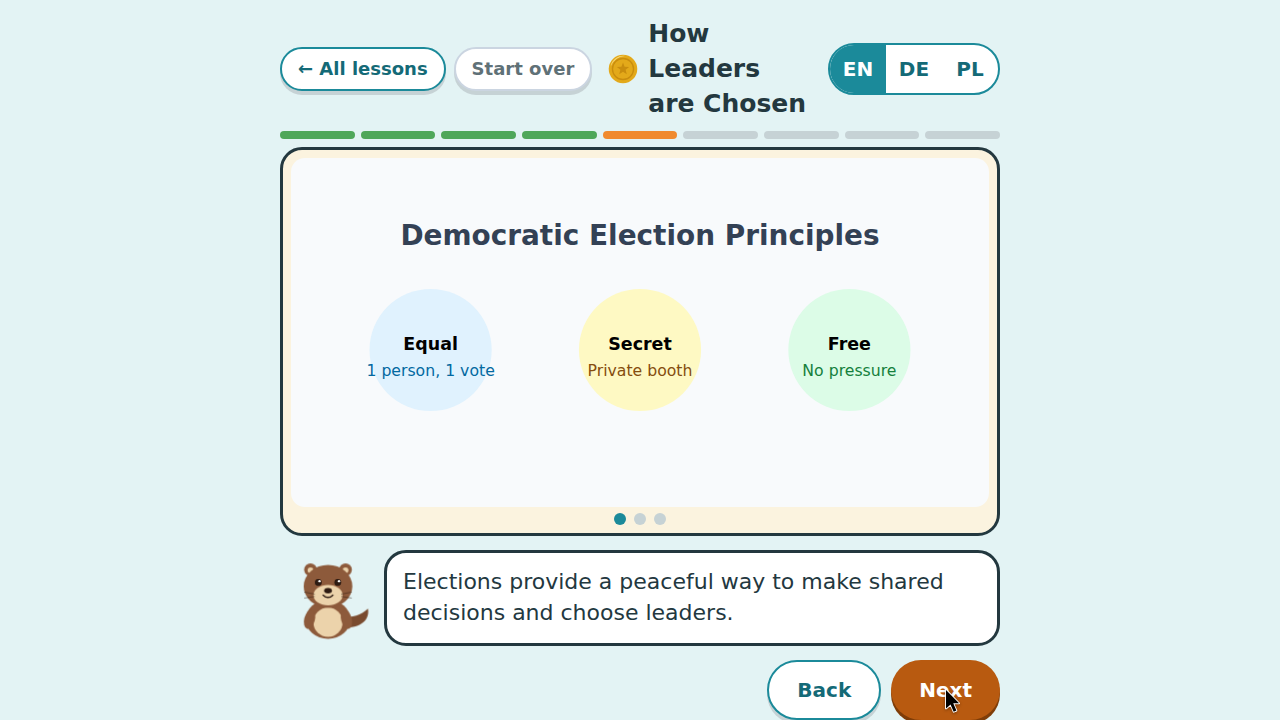 ← All lessons
Start over
How
Leaders
are Chosen
EN
DE
PL
Democratic Election Principles
Equal
1 person, 1 vote
Secret
Private booth
Free
No pressure
Elections provide a peaceful way to make shared
decisions and choose leaders.
Back
Next